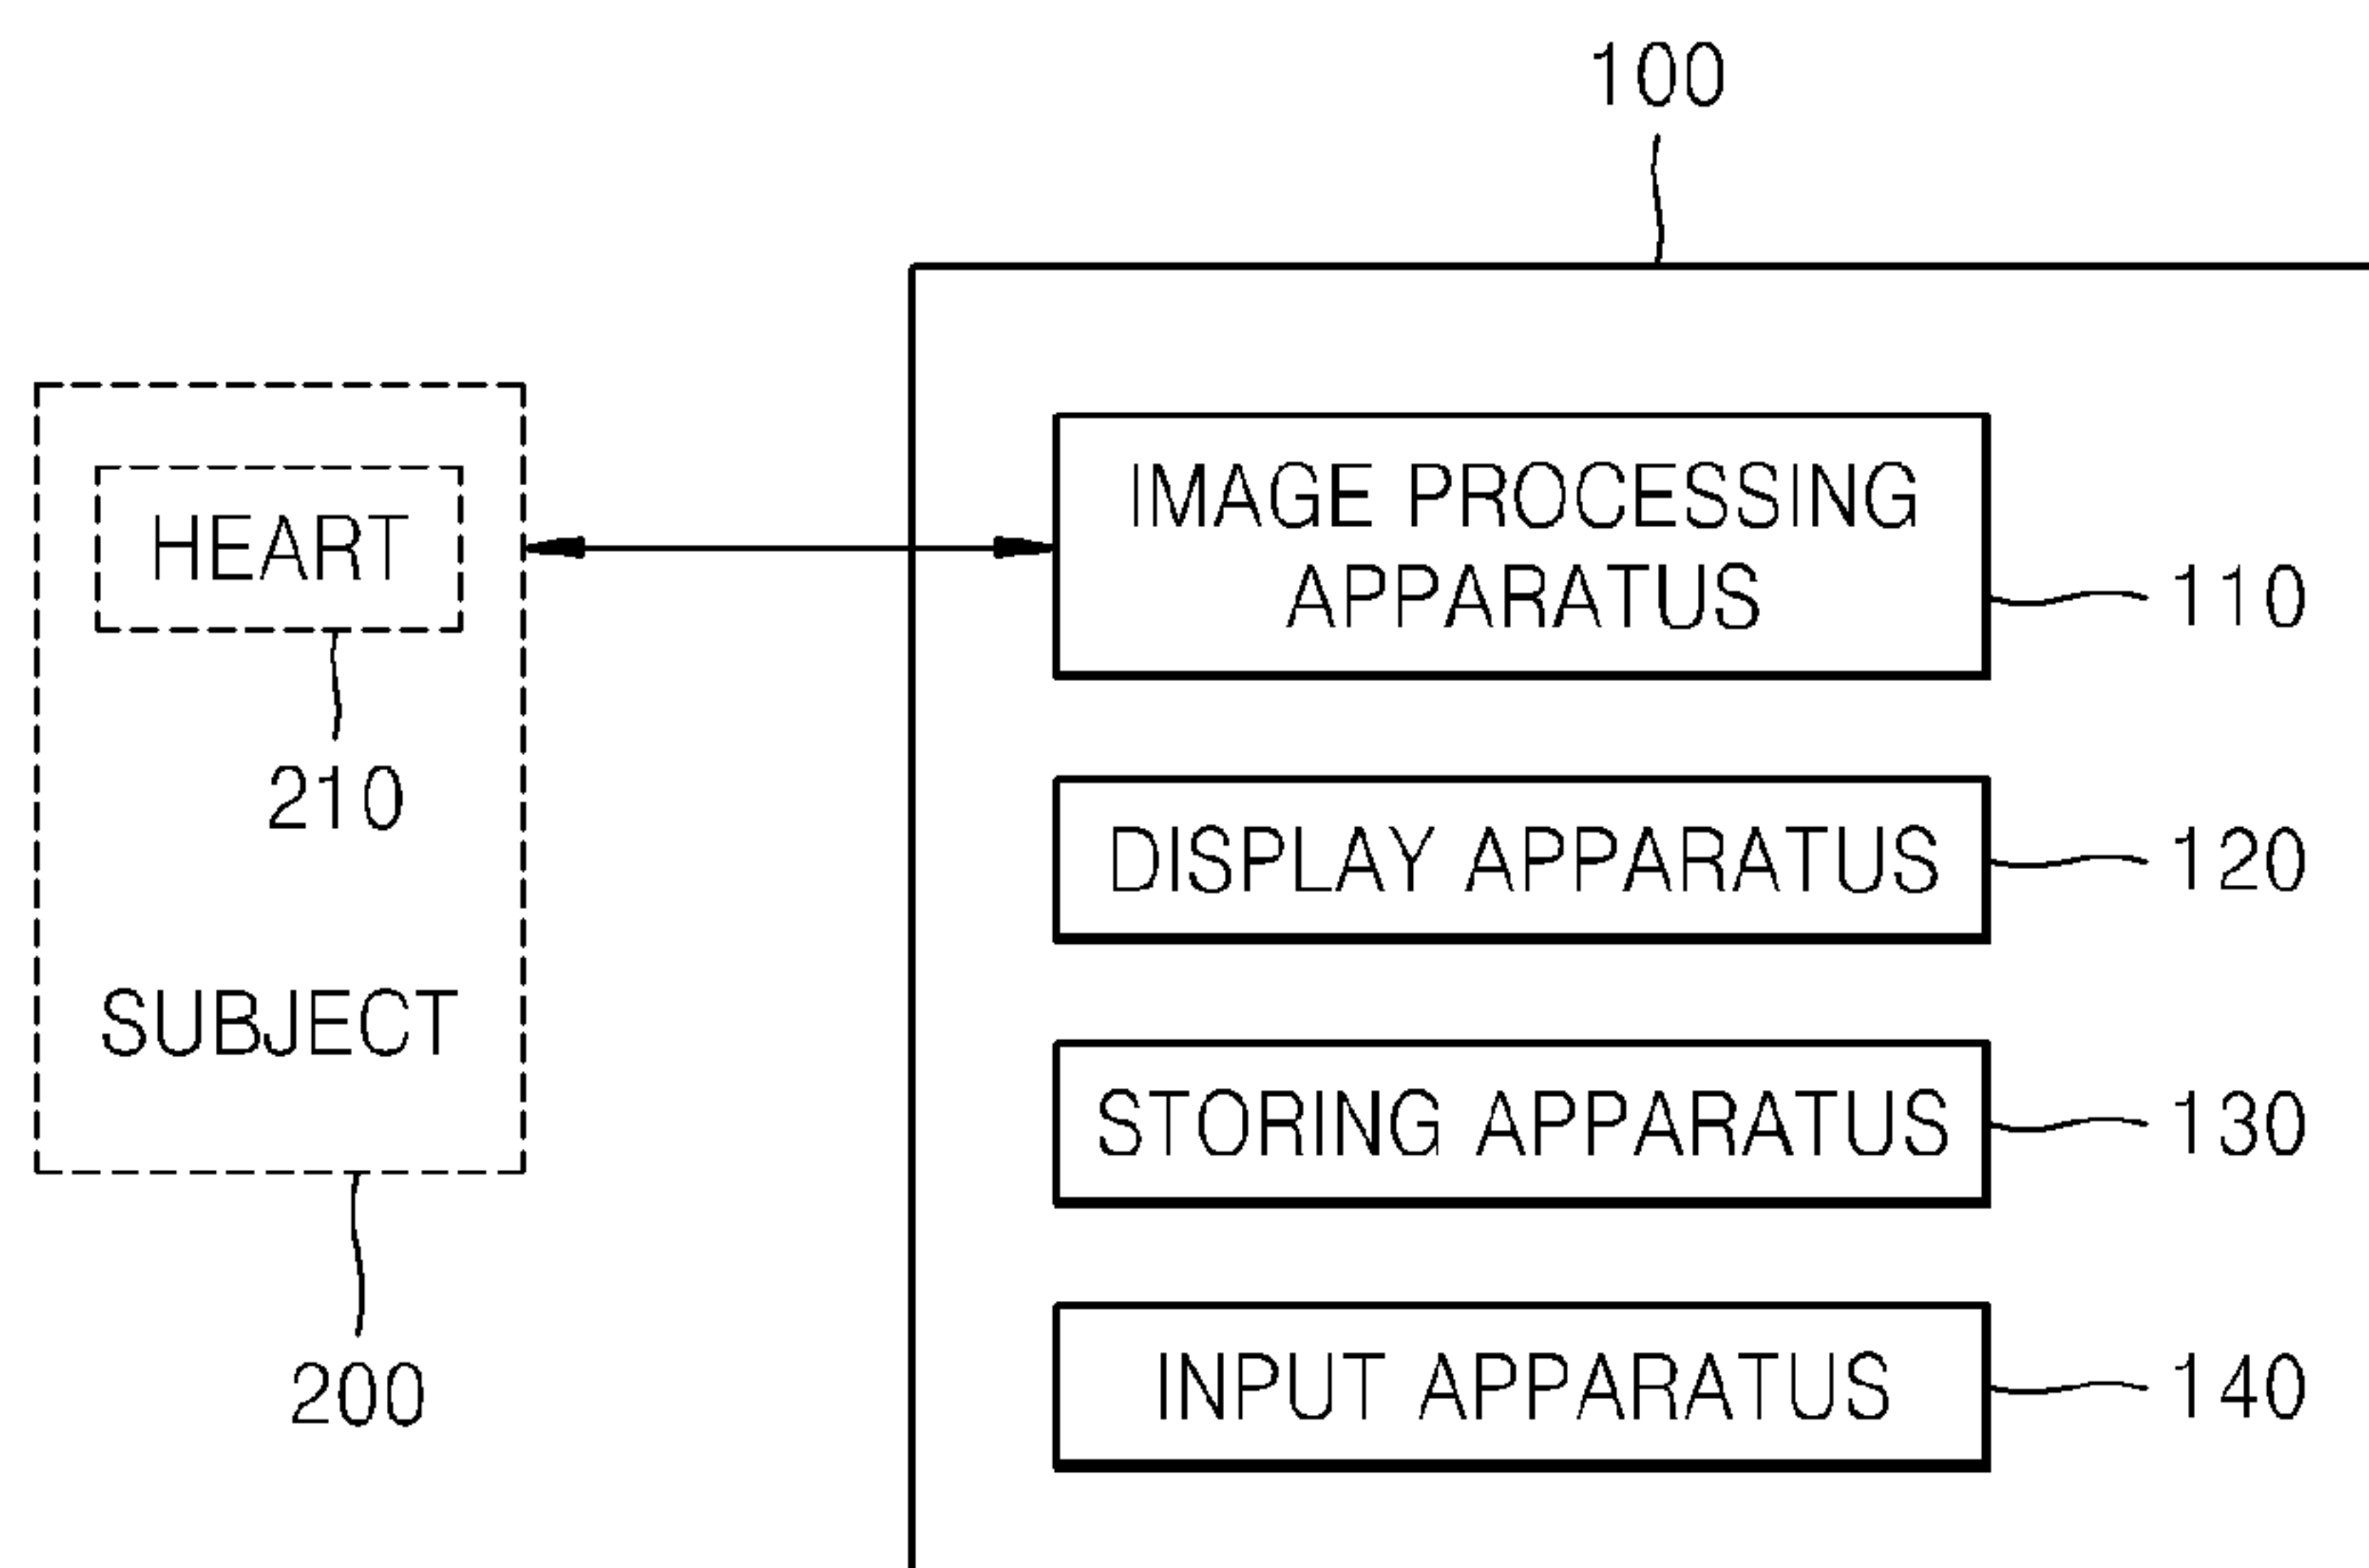 100
HEART
210
SUBJECT
200
IMAGE PROCESSING
APPARATUS
110
DISPLAY APPARATUS
120
STORING APPARATUS
130
INPUT APPARATUS
140